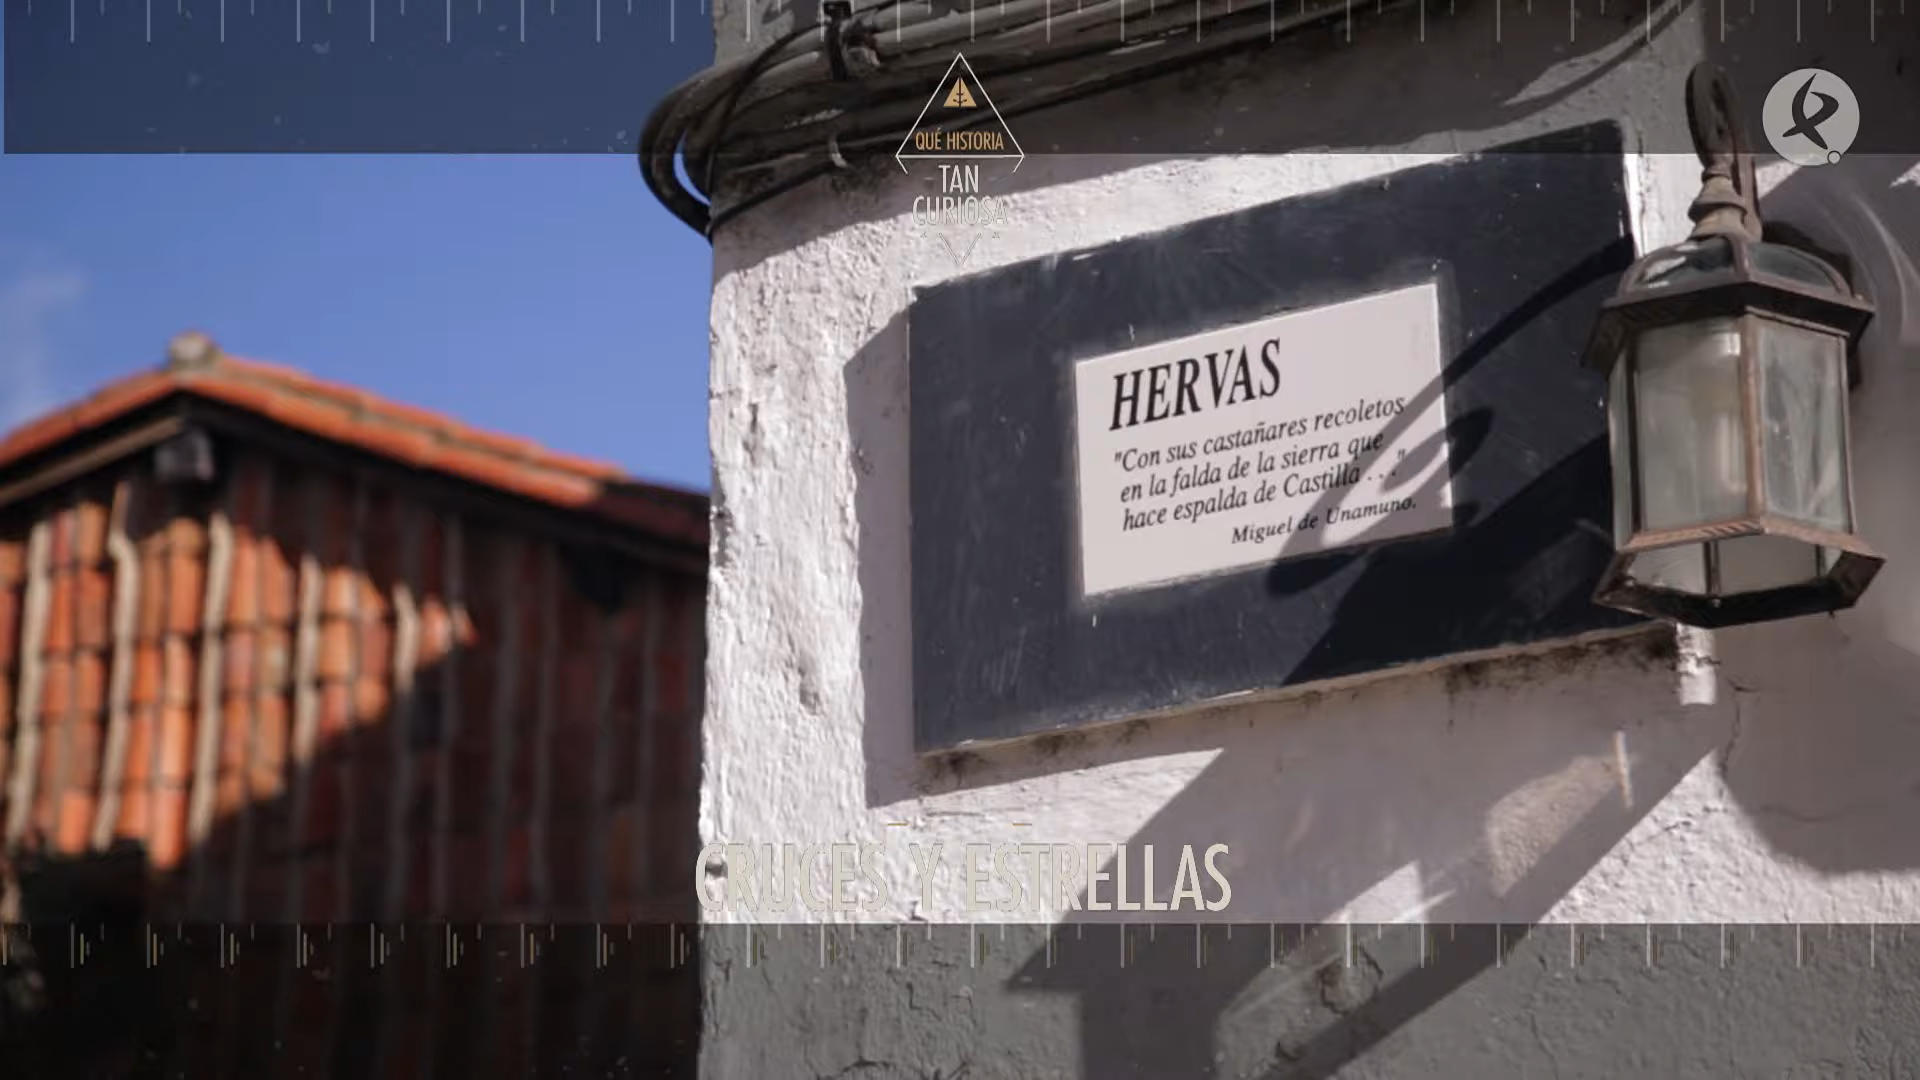 QUÉ HISTORIA
TAN
CURIOSA
HERVAS
"Con sus castañares recoletos
en la falda de la sierra que
hace espalda de Castilla . . ."
Miguel de Unamuno.
CRUCES Y ESTRELLAS